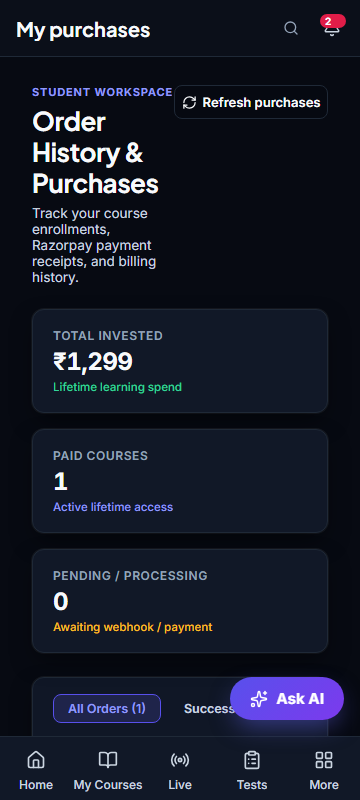 My purchases
2
STUDENT WORKSPACE
Refresh purchases
Order
History &
Purchases
Track your course
enrollments,
Razorpay payment
receipts, and billing
history.
TOTAL INVESTED
₹1,299
Lifetime learning spend
PAID COURSES
1
Active lifetime access
PENDING / PROCESSING
0
Awaiting webhook / payment
All Orders (1)
Success
Ask AI
Home
My Courses
Live
Tests
More